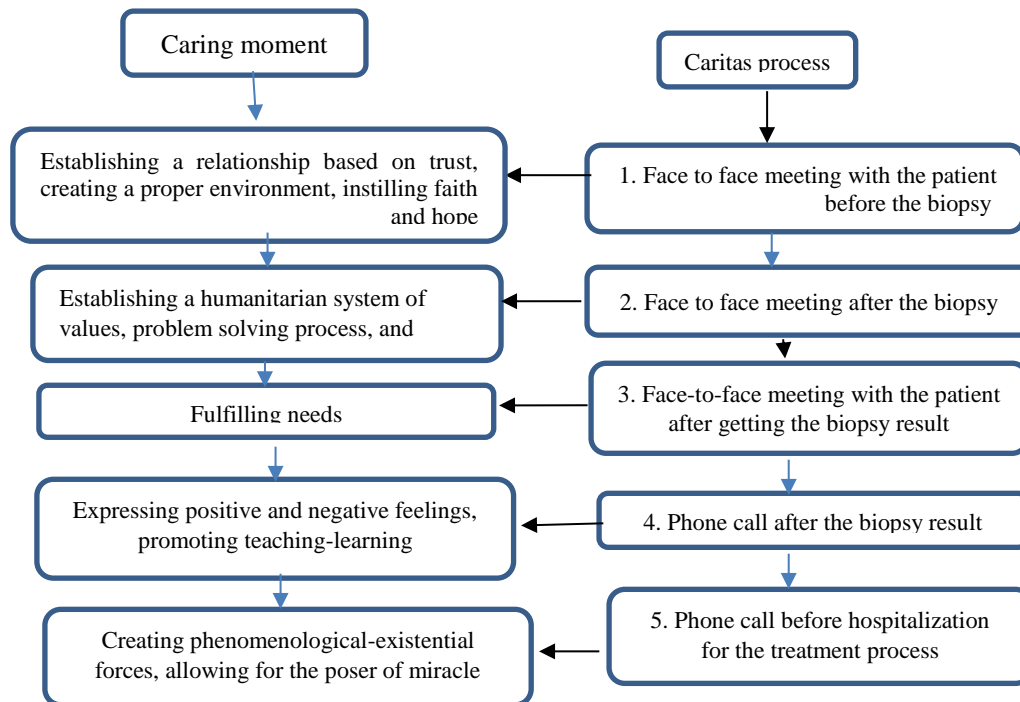 Caring moment
Caritas process
Establishing a relationship based on trust,
creating a proper environment, instilling faith
and hope
1. Face to face meeting with the patient
before the biopsy
Establishing a humanitarian system of
values, problem solving process, and
2. Face to face meeting after the biopsy
Fulfilling needs
3. Face-to-face meeting with the patient
after getting the biopsy result
Expressing positive and negative feelings,
promoting teaching-learning
4. Phone call after the biopsy result
Creating phenomenological-existential
forces, allowing for the poser of miracle
5. Phone call before hospitalization
for the treatment process